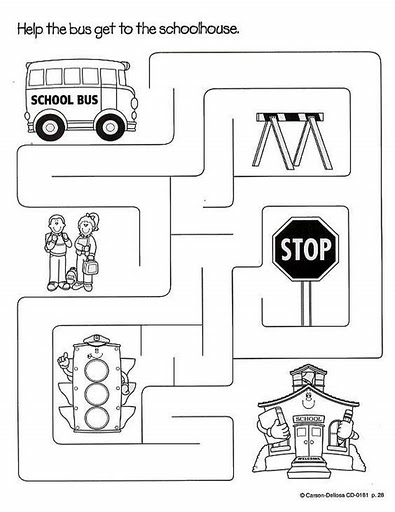 Help the bus get to the schoolhouse.
SCHOOL BUS
STOP
SCHOOL
WELCOME
© Carson-Dellosa CD-0181 p. 28